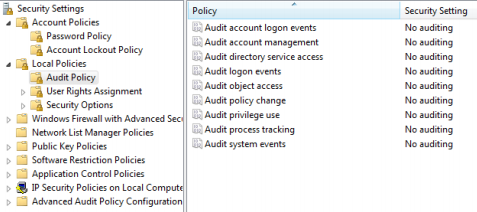 Security Settings
Account Policies
Password Policy
Account Lockout Policy
Local Policies
Audit Policy
User Rights Assignment
Security Options
Windows Firewall with Advanced Secu
Network List Manager Policies
Public Key Policies
Software Restriction Policies
Application Control Policies
IP Security Policies on Local Compute
Advanced Audit Policy Configuration
Policy Security Setting
Audit account logon events No auditing
Audit account management No auditing
Audit directory service access No auditing
Audit logon events No auditing
Audit object access No auditing
Audit policy change No auditing
Audit privilege use No auditing
Audit process tracking No auditing
Audit system events No auditing